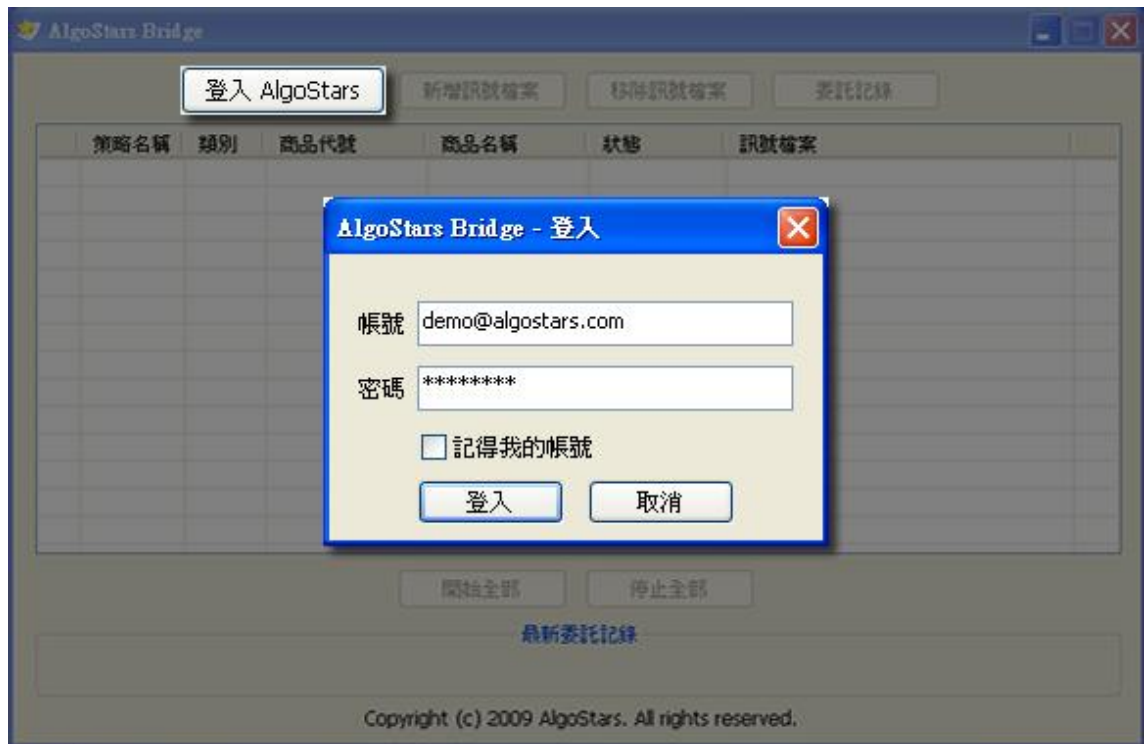 AlgoStars Bridge
登入 AlgoStars 新增訊號檔案 移除訊號檔案 委託記錄
策略名稱 類別 商品代號 商品名稱 狀態 訊號檔案
AlgoStars Bridge - 登入
帳號 demo@algostars.com
密碼 ********
記得我的帳號
登入 取消
開始全部 停止全部
最新委託記錄
Copyright (c) 2009 AlgoStars. All rights reserved.